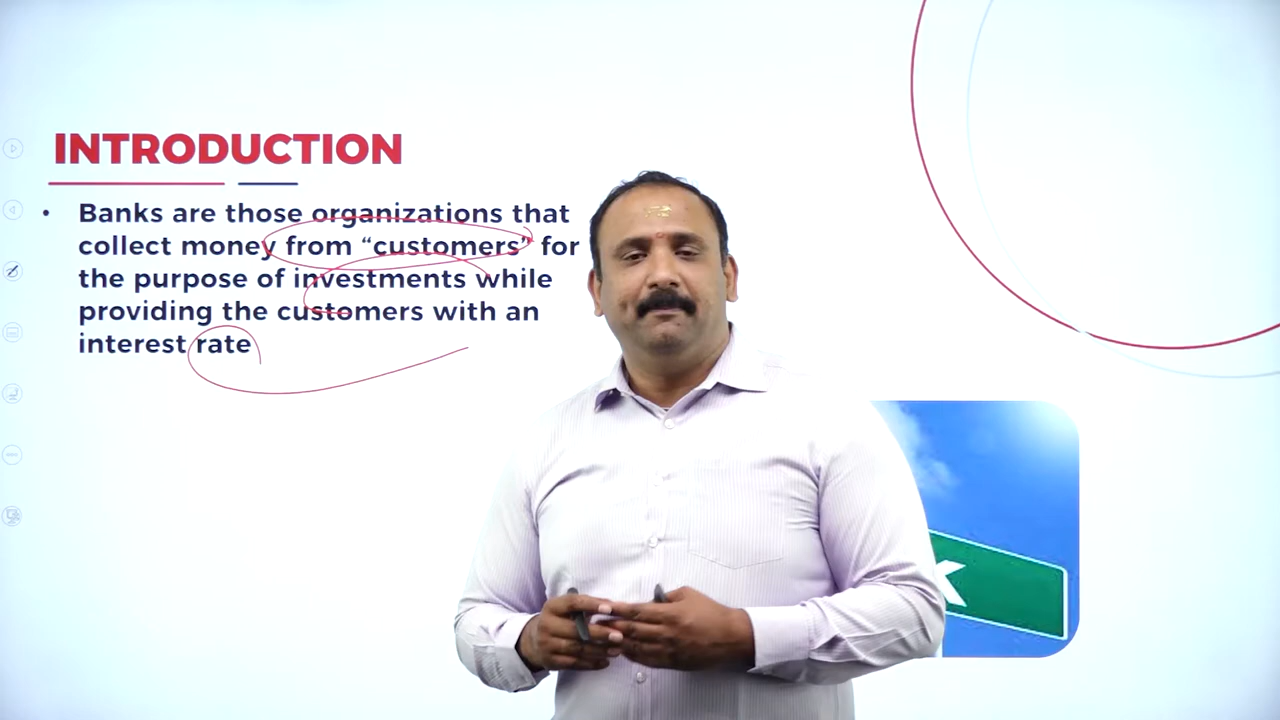 INTRODUCTION
• Banks are those organizations that
collect money from “customers” for
the purpose of investments while
providing the customers with an
interest rate
K